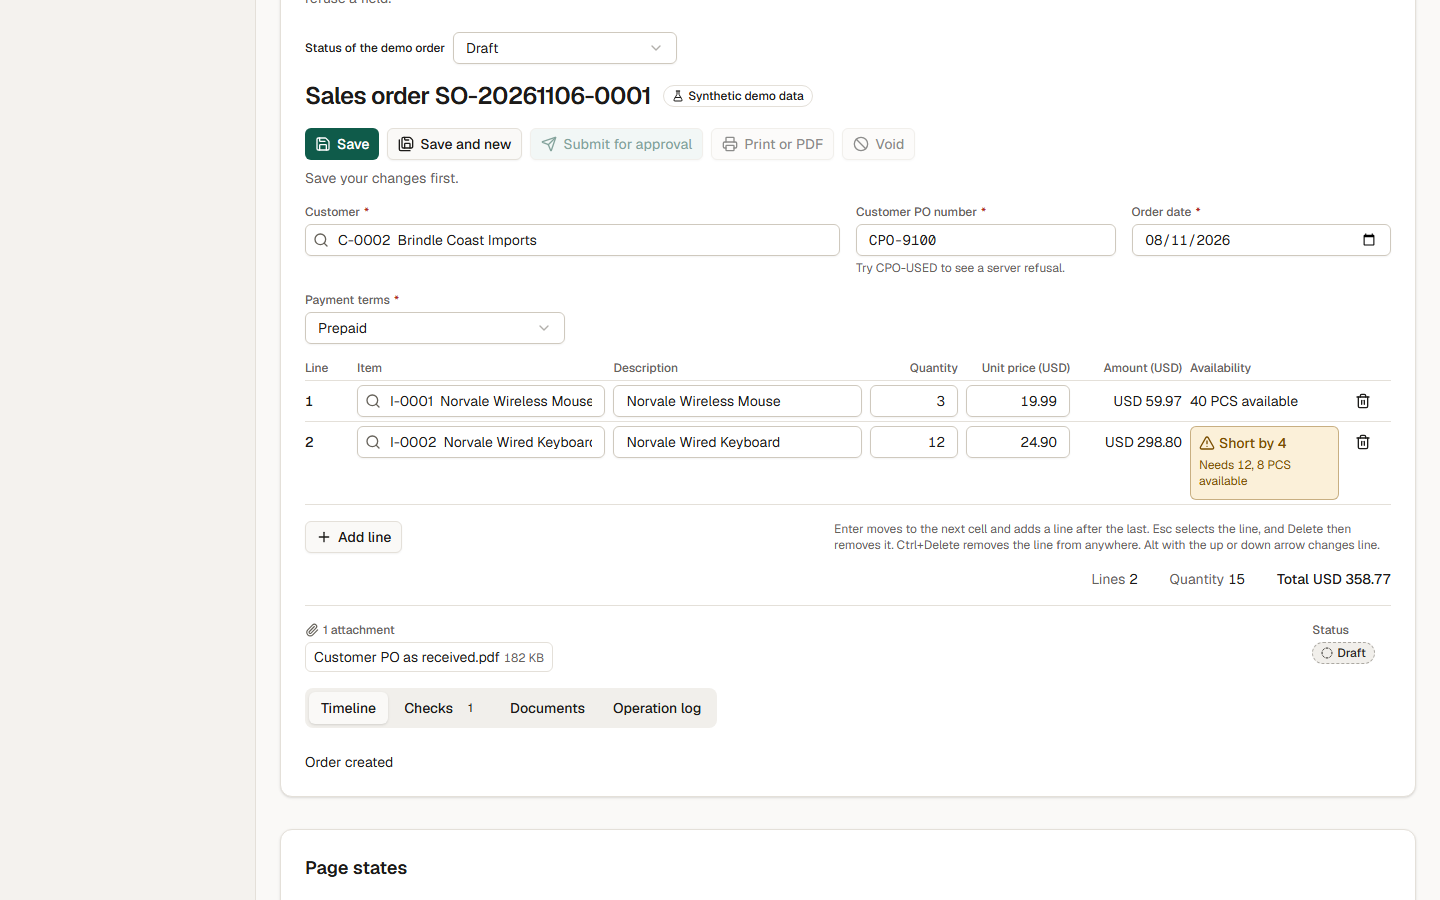 Status of the demo order Draft
Sales order SO-20261106-0001 Synthetic demo data
Save Save and new Submit for approval Print or PDF Void
Save your changes first.
Customer * Customer PO number * Order date *
C-0002 Brindle Coast Imports CPO-9100 08/11/2026
Try CPO-USED to see a server refusal.
Payment terms *
Prepaid
Line Item Description Quantity Unit price (USD) Amount (USD) Availability
1 I-0001 Norvale Wireless Mouse Norvale Wireless Mouse 3 19.99 USD 59.97 40 PCS available
2 I-0002 Norvale Wired Keyboard Norvale Wired Keyboard 12 24.90 USD 298.80 Short by 4
Needs 12, 8 PCS
available
Add line
Enter moves to the next cell and adds a line after the last. Esc selects the line, and Delete then
removes it. Ctrl+Delete removes the line from anywhere. Alt with the up or down arrow changes line.
Lines 2 Quantity 15 Total USD 358.77
1 attachment Status
Customer PO as received.pdf 182 KB Draft
Timeline Checks 1 Documents Operation log
Order created
Page states